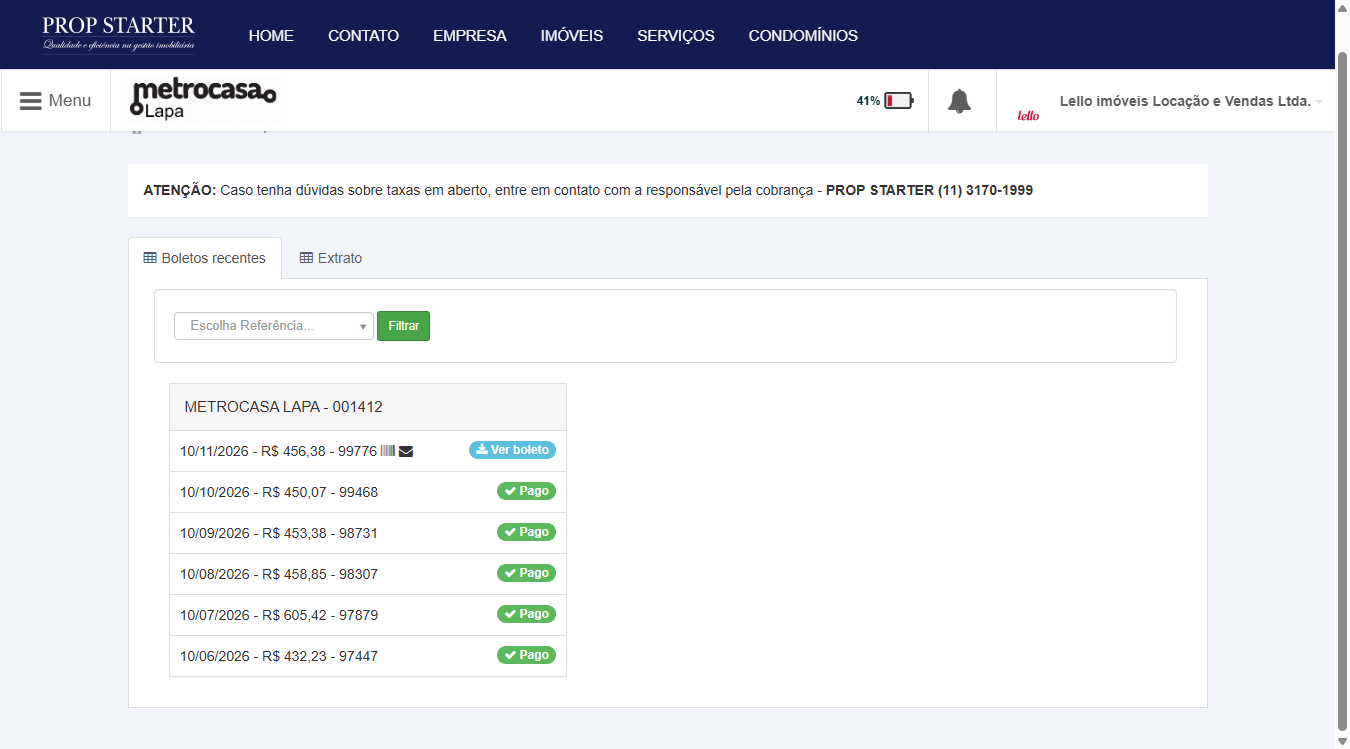 PROP STARTER
Qualidade e eficiência na gestão imobiliária
HOME CONTATO EMPRESA IMÓVEIS SERVIÇOS CONDOMÍNIOS
Menu
metrocasa
Lapa
41%
lello
Lello imóveis Locação e Vendas Ltda.
ATENÇÃO: Caso tenha dúvidas sobre taxas em aberto, entre em contato com a responsável pela cobrança - PROP STARTER (11) 3170-1999
Boletos recentes Extrato
Escolha Referência... Filtrar
METROCASA LAPA - 001412
10/11/2026 - R$ 456,38 - 99776 Ver boleto
10/10/2026 - R$ 450,07 - 99468 Pago
10/09/2026 - R$ 453,38 - 98731 Pago
10/08/2026 - R$ 458,85 - 98307 Pago
10/07/2026 - R$ 605,42 - 97879 Pago
10/06/2026 - R$ 432,23 - 97447 Pago